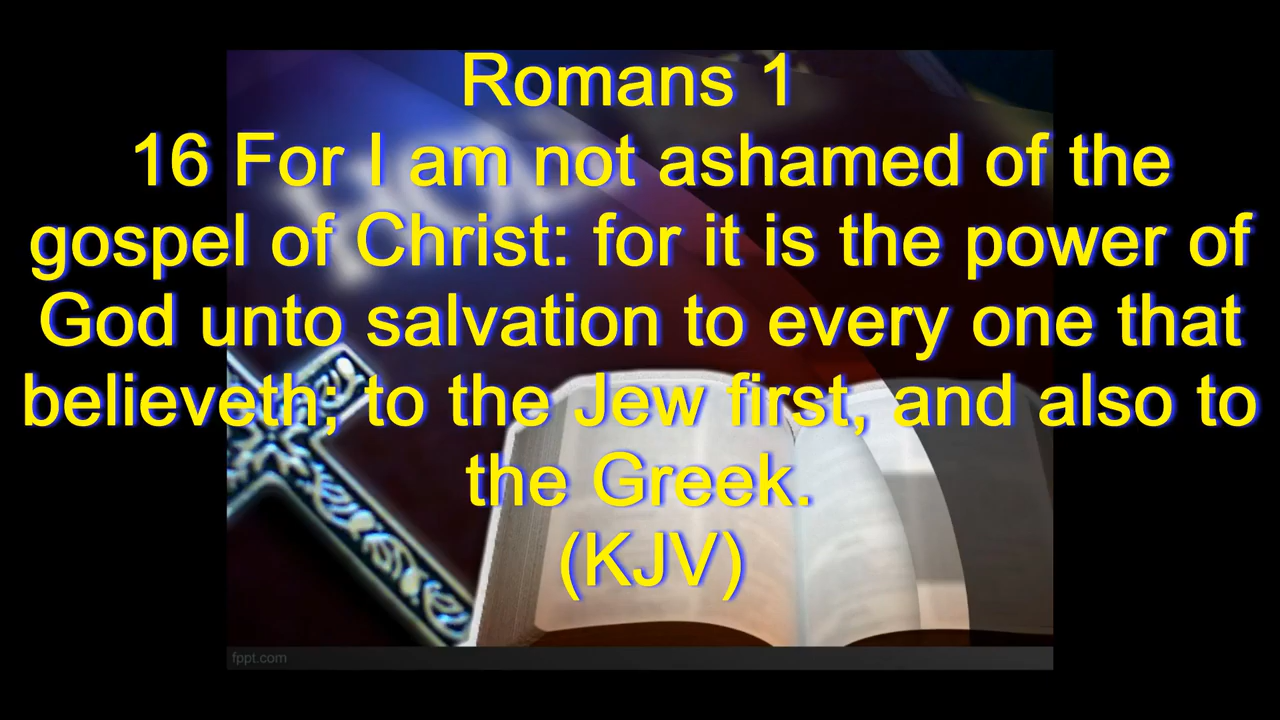 Romans 1
16 For I am not ashamed of the
gospel of Christ: for it is the power of
God unto salvation to every one that
believeth; to the Jew first, and also to
the Greek.
(KJV)
fppt.com